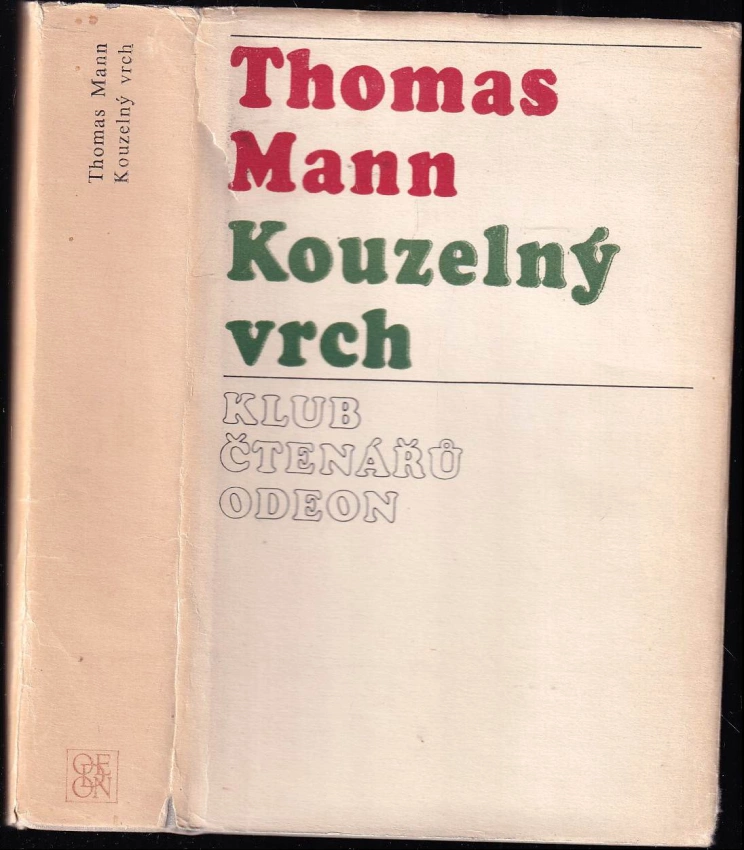 Thomas Mann
Kouzelný vrch
Thomas
Mann
Kouzelný
vrch
KLUB
ČTENÁŘŮ
ODEON
ODEON